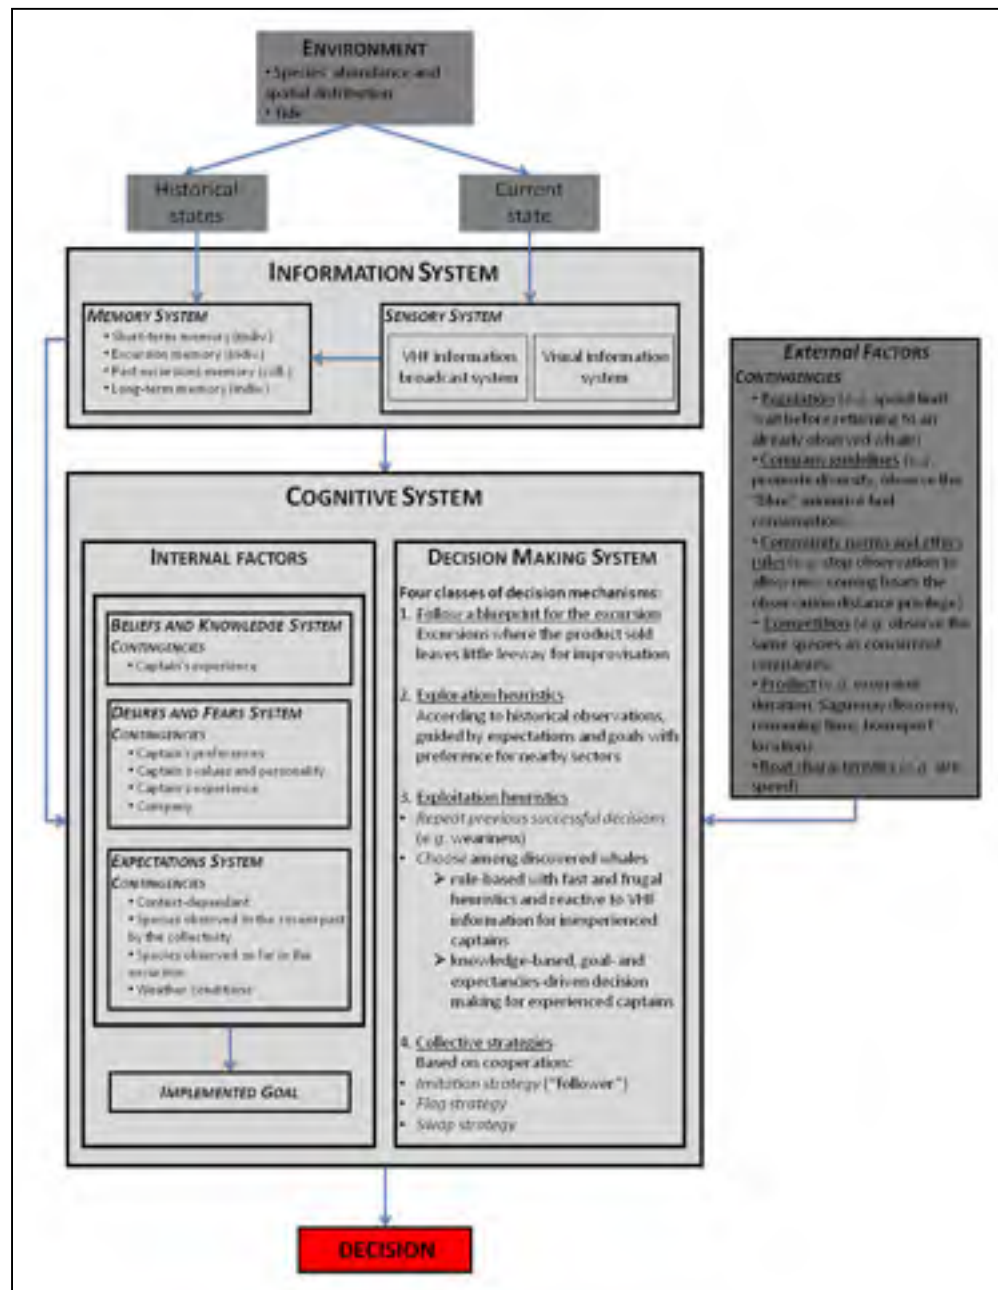 ENVIRONMENT
• Species abundance and
spatial distribution
• Tide
Historical
states
Current
state
INFORMATION SYSTEM
MEMORY SYSTEM
• Short-term memory (indiv.)
• Excursion memory (indiv.)
• Past excursions memory (coll.)
• Long-term memory (indiv.)
SENSORY SYSTEM
VHF information
broadcast system
Visual information
system
External FACTORS
CONTINGENCIES
• Regulation (e.g. speed limit
wait before returning to an
already observed whale)
• Company guidelines (e.g.
promote diversity, observe the
"blue" fuel
consumption
• Community norms and ethics
rules (e.g. stop observation to
allow new coming boats the
observation distance privilege)
• Competition (e.g. observe the
same species as concurrent
companies
• Product (e.g. excursion
duration, Saguenay discovery,
remaining time, homeport
location)
• Boat characteristics (e.g.
speed)
COGNITIVE SYSTEM
INTERNAL FACTORS
BELIEFS AND KNOWLEDGE SYSTEM
CONTINGENCIES
• Captain's experience
DESIRES AND FEARS SYSTEM
CONTINGENCIES
• Captain's preferences
• Captain's values and personality
• Captain's experience
• Company
EXPECTATIONS SYSTEM
CONTINGENCIES
• Context-dependant
• Species observed in the recent past
by the collectivity
• Species observed so far in the
excursion
• Weather conditions
IMPLEMENTED GOAL
DECISION MAKING SYSTEM
Four classes of decision mechanisms:
1. Follow a blueprint for the excursion
Excursions where the product sold
leaves little leeway for improvisation
2. Exploration heuristics
According to historical observations,
guided by expectations and goals with
preference for nearby sectors
3. Exploitation heuristics
• Repeat previous successful decisions
(e.g. weariness)
• Choose among discovered whales
➤ rule-based with fast and frugal
heuristics and reactive to VHF
information for inexperienced
captains
➤ knowledge-based, goal- and
expectancies-driven decision
making for experienced captains
4. Collective strategies
Based on cooperation:
• Imitation strategy ("follower")
• Flag strategy
• Swap strategy
DECISION